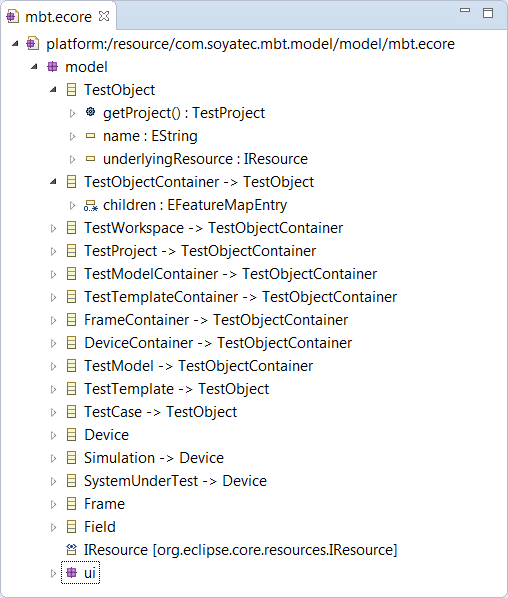 mbt.ecore
platform:/resource/com.soyatec.mbt.model/model/mbt.ecore
model
TestObject
getProject() : TestProject
name : EString
underlyingResource : IResource
TestObjectContainer -> TestObject
0..* children : EFeatureMapEntry
TestWorkspace -> TestObjectContainer
TestProject -> TestObjectContainer
TestModelContainer -> TestObjectContainer
TestTemplateContainer -> TestObjectContainer
FrameContainer -> TestObjectContainer
DeviceContainer -> TestObjectContainer
TestModel -> TestObjectContainer
TestTemplate -> TestObject
TestCase -> TestObject
Device
Simulation -> Device
SystemUnderTest -> Device
Frame
Field
IResource [org.eclipse.core.resources.IResource]
ui